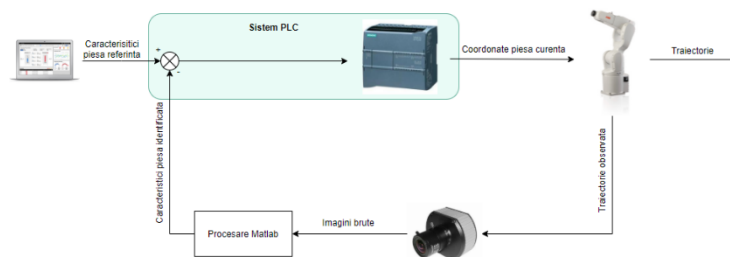 Sistem PLC
Caracterisitici
piesa referinta
+
-
Coordonate piesa curenta
Traiectorie
Caracteristici piesa identificata
Traiectorie observata
Imagini brute
Procesare Matlab